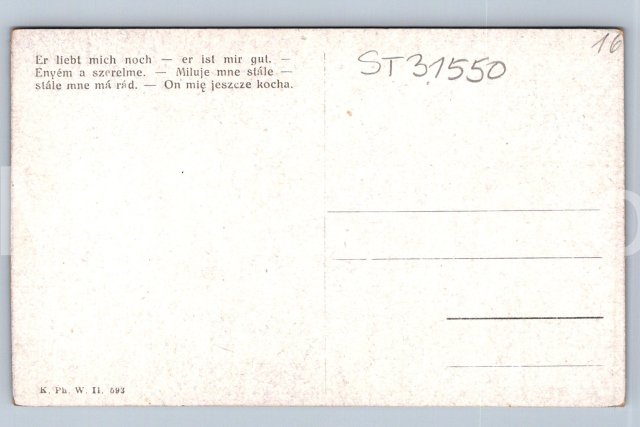 Er liebt mich noch — er ist mir gut. —
Enyém a szerelme. — Miluje mne stále —
stále mne má rád. — On mię jeszcze kocha.
ST31550
16
K. Ph. W. II. 593